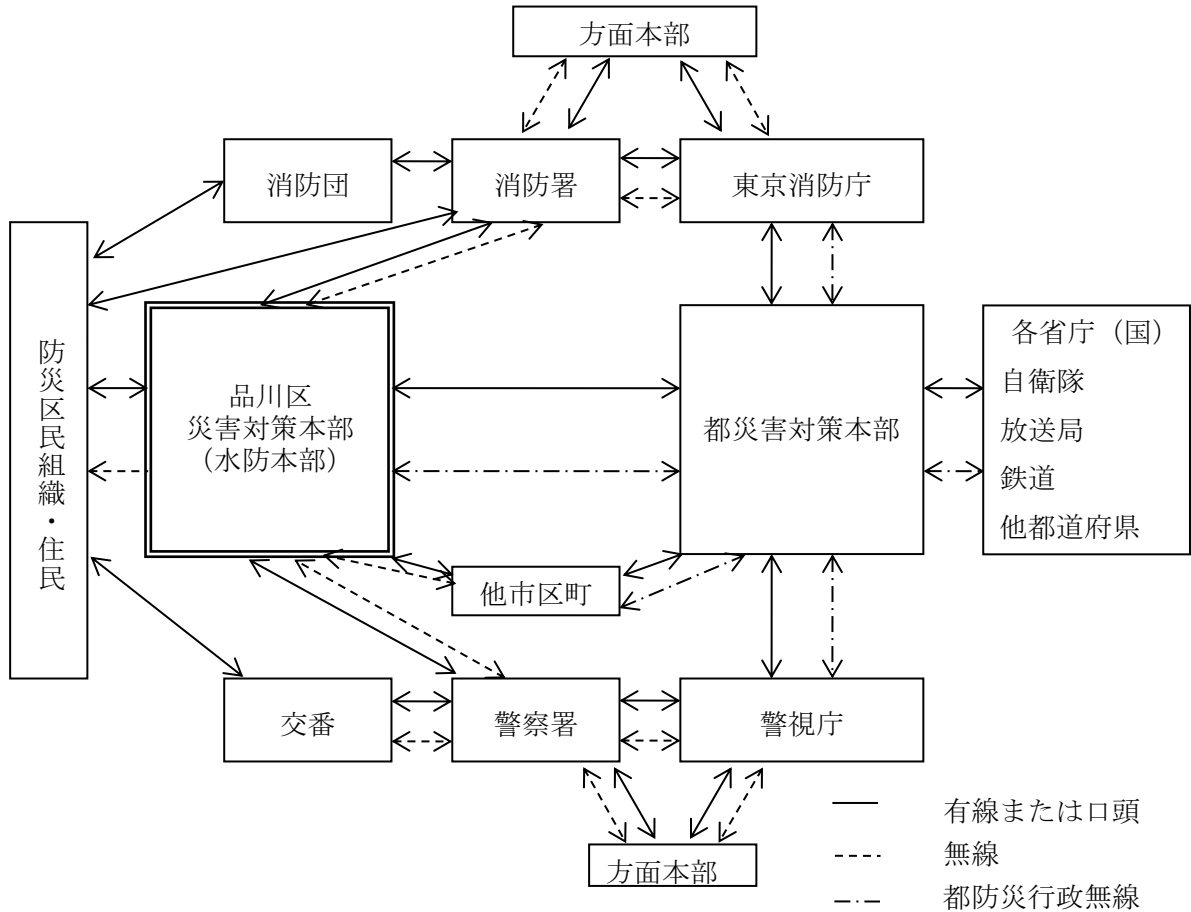 方面本部
消防団
消防署
東京消防庁
防災区民組織・住民
品川区
災害対策本部
（水防本部）
都災害対策本部
各省庁（国）
自衛隊
放送局
鉄道
他都道府県
他市区町
交番
警察署
警視庁
方面本部
有線または口頭
無線
都防災行政無線